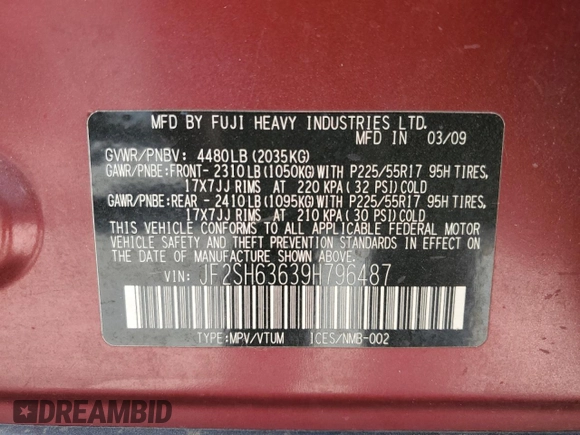 MFD BY FUJI HEAVY INDUSTRIES LTD.
MFD IN 03/09
GVWR/PNBV: 4480LB(2035KG)
GAWR/PNBE:FRONT- 2310LB(1050KG)WITH P225/55R17 95H TIRES,
17X7JJ RIMS AT 220 KPA(32 PSI)COLD
GAWR/PNBE:REAR - 2410LB(1095KG)WITH P225/55R17 95H TIRES,
17X7JJ RIMS AT 210 KPA(30 PSI)COLD
THIS VEHICLE CONFORMS TO ALL APPLICABLE FEDERAL MOTOR
VEHICLE SAFETY AND THEFT PREVENTION STANDARDS IN EFFECT ON
THE DATE OF MANUFACTURE SHOWN ABOVE.
VIN: JF2SH63639H796487
TYPE:MPV/VTUM ICES/NMB-002
DREAMBID